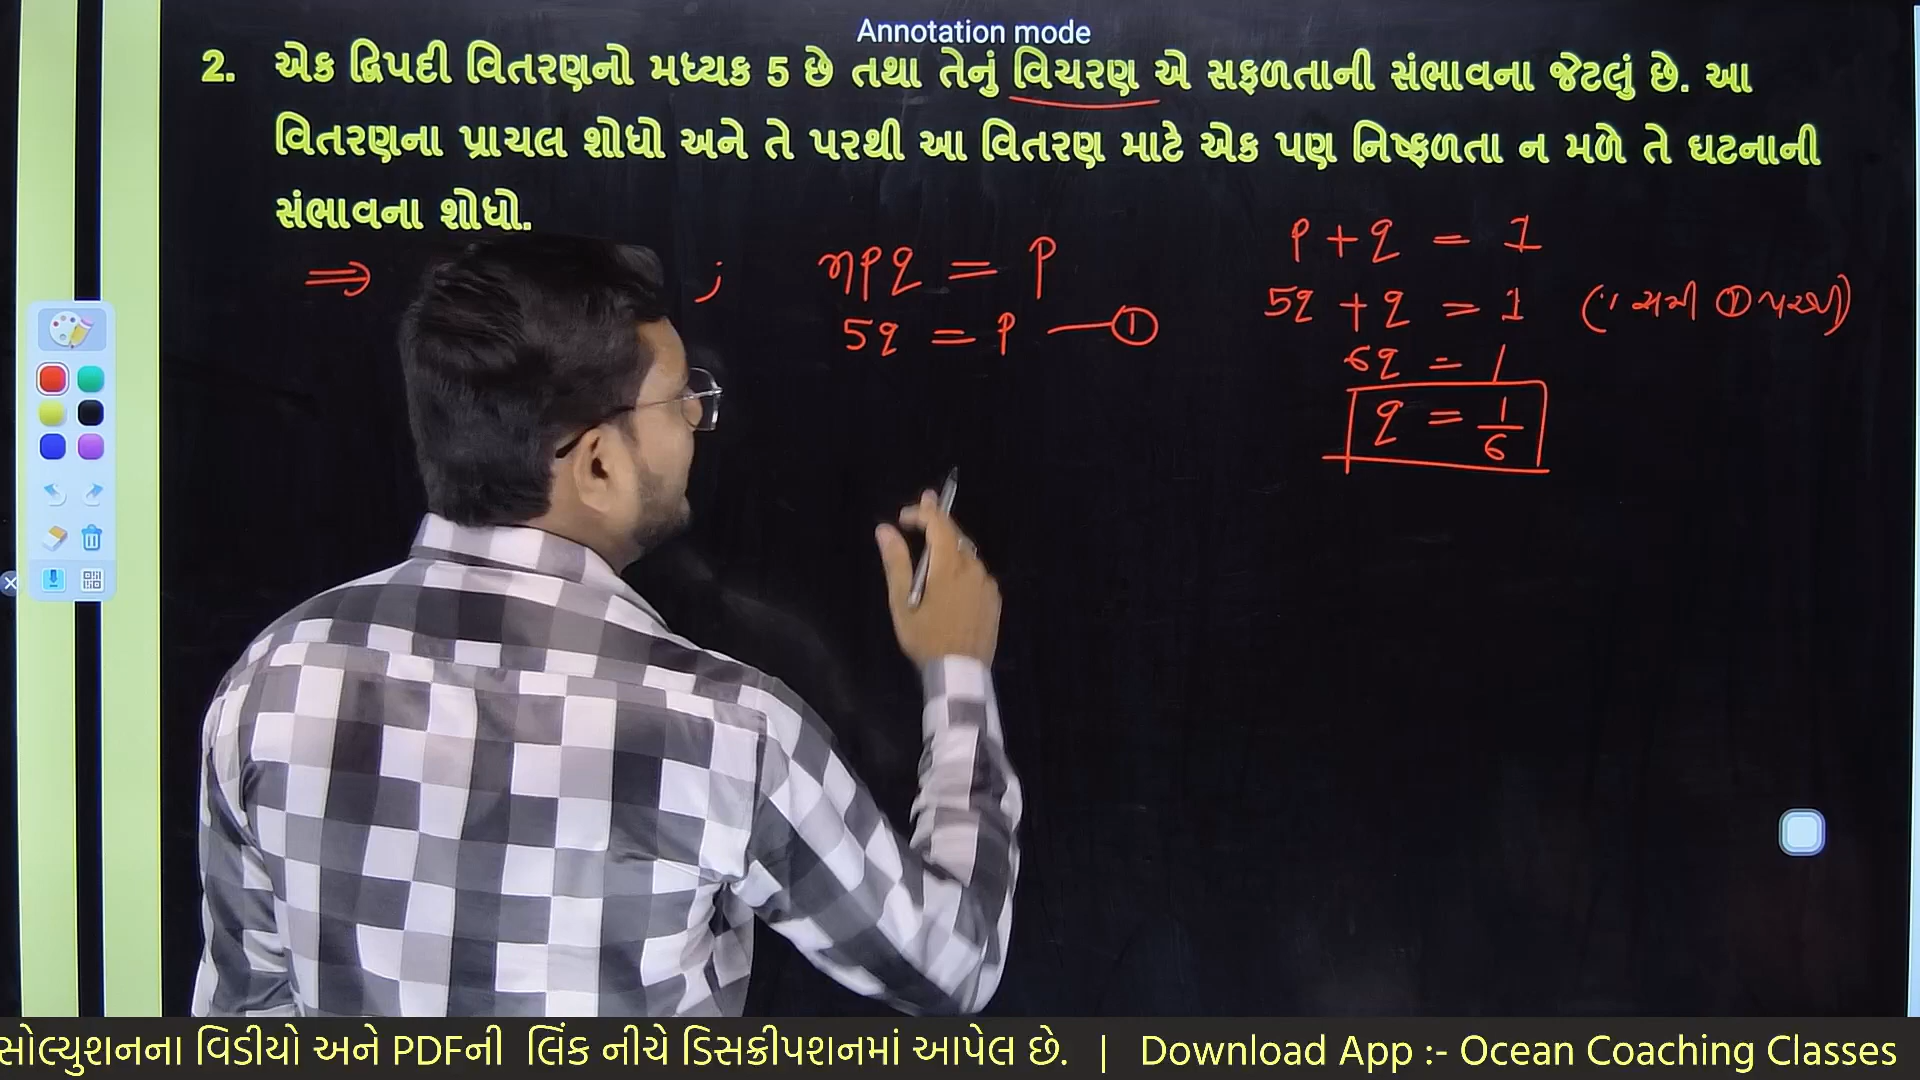 Annotation mode
2. એક દ્વિપદી વિતરણનો મધ્યક 5 છે તથા તેનું વિચરણ એ સફળતાની સંભાવના જેટલું છે. આ
વિતરણના પ્રાચલ શોધો અને તે પરથી આ વિતરણ માટે એક પણ નિષ્ફળતા ન મળે તે ઘટનાની
સંભાવના શોધો.
⇒ ; npq = p
5q = p — ①
p + q = 1
5q + q = 1 (∵ ① પરથી)
6q = 1
q = 1/6
સોલ્યુશનના વિડીયો અને PDFની લિંક નીચે ડિસક્રીપશનમાં આપેલ છે. | Download App :- Ocean Coaching Classes